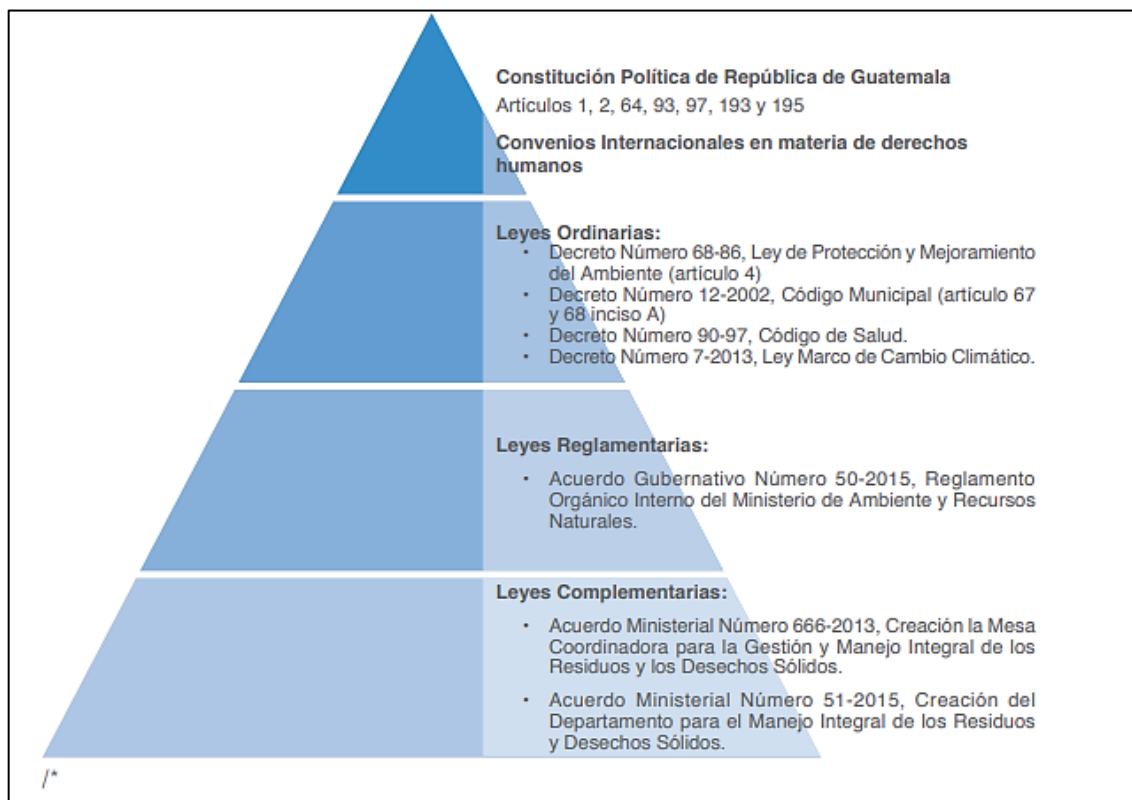 Constitución Política de República de Guatemala
Artículos 1, 2, 64, 93, 97, 193 y 195
Convenios Internacionales en materia de derechos
humanos
Leyes Ordinarias:
• Decreto Número 68-86, Ley de Protección y Mejoramiento
del Ambiente (artículo 4)
• Decreto Número 12-2002, Código Municipal (artículo 67
y 68 inciso A)
• Decreto Número 90-97, Código de Salud.
• Decreto Número 7-2013, Ley Marco de Cambio Climático.
Leyes Reglamentarias:
• Acuerdo Gubernativo Número 50-2015, Reglamento
Orgánico Interno del Ministerio de Ambiente y Recursos
Naturales.
Leyes Complementarias:
• Acuerdo Ministerial Número 666-2013, Creación la Mesa
Coordinadora para la Gestión y Manejo Integral de los
Residuos y los Desechos Sólidos.
• Acuerdo Ministerial Número 51-2015, Creación del
Departamento para el Manejo Integral de los Residuos
y Desechos Sólidos.
/*